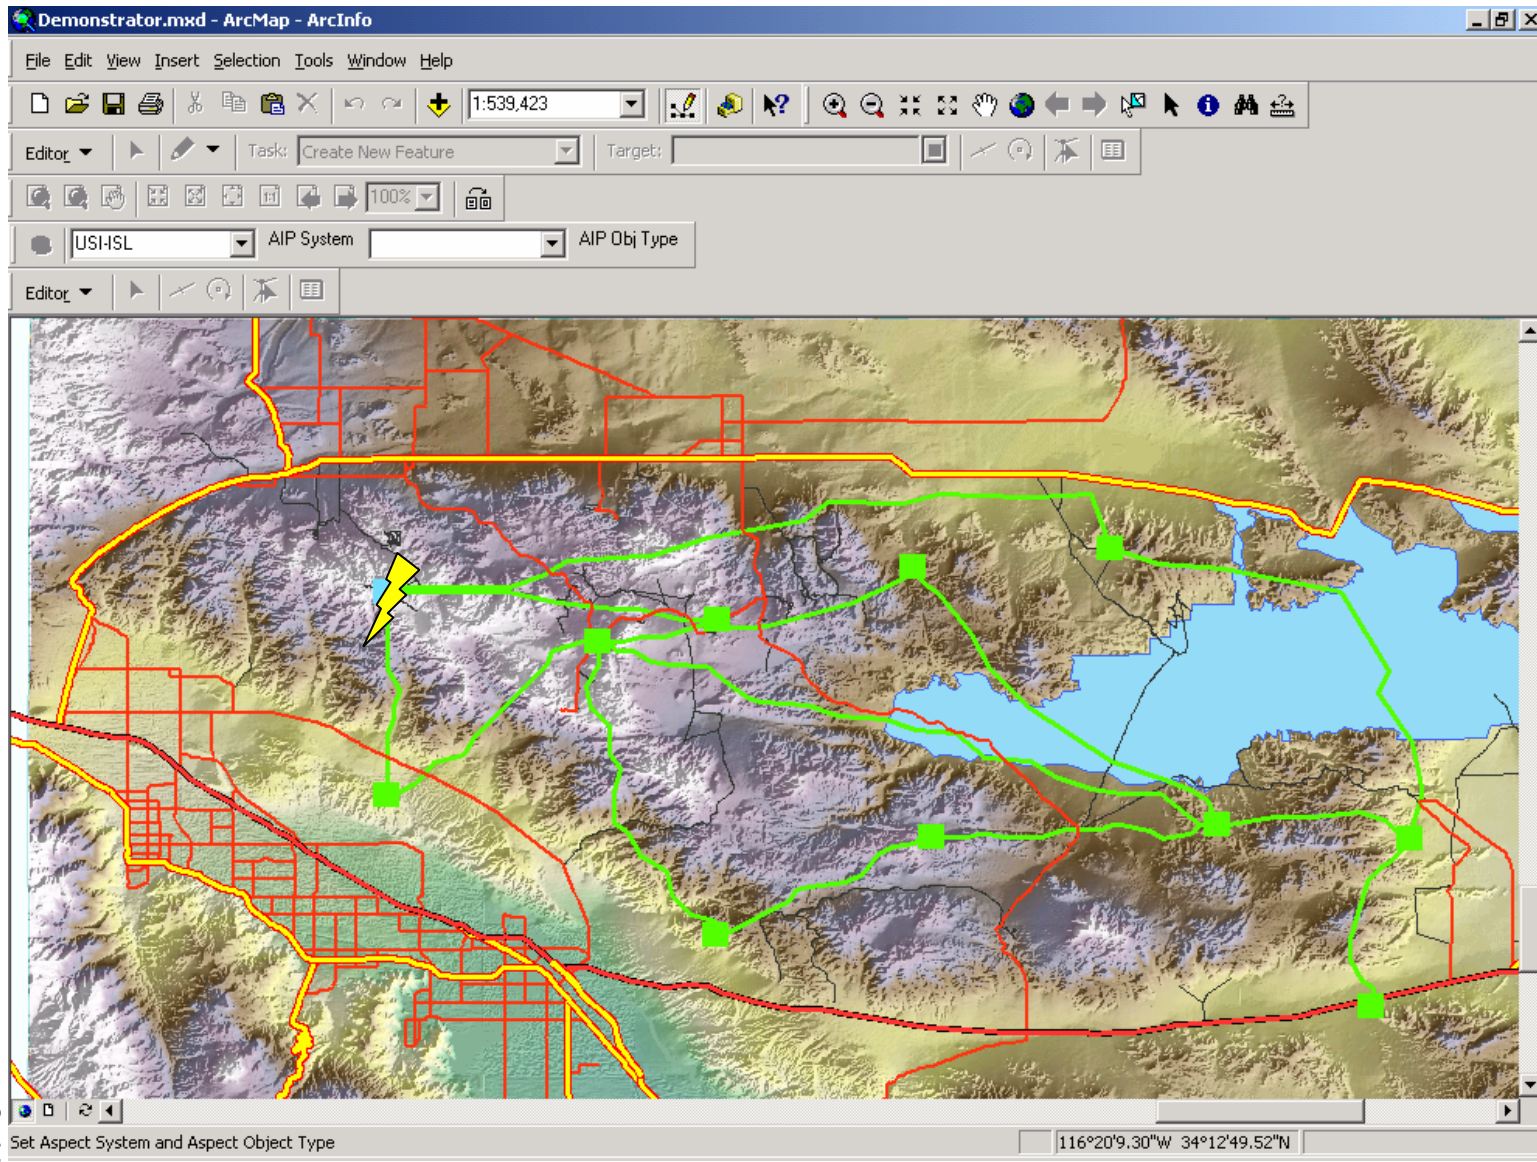 Demonstrator.mxd - ArcMap - ArcInfo
File Edit View Insert Selection Tools Window Help
1:539,423
Editor Task: Create New Feature Target:
1:1 100%
USI-ISL AIP System AIP Obj Type
Editor
Set Aspect System and Aspect Object Type 116°20'9.30"W 34°12'49.52"N